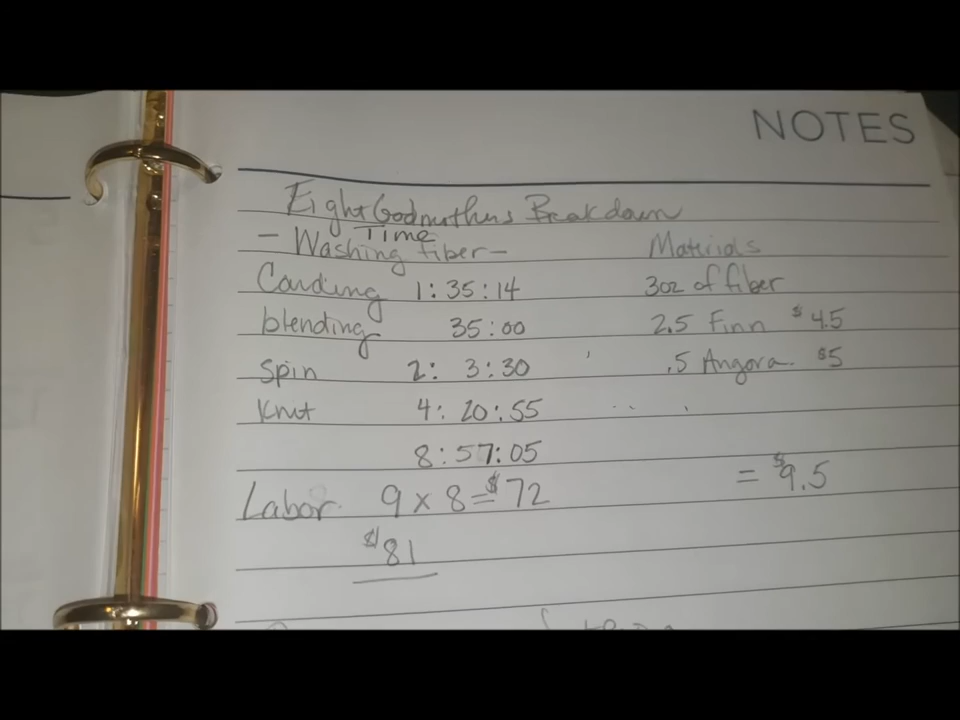 NOTES
Eight Godmuthers Breakdown
Time
- Washing fiber - Materials
Carding 1:35:14 3oz of fiber
blending 35:00 2.5 Finn $4.5
Spin 2: 3:30 .5 Angora $5
Knit 4: 20:55
8:57:05
Labor 9 x 8 = $72 = $9.5
$81